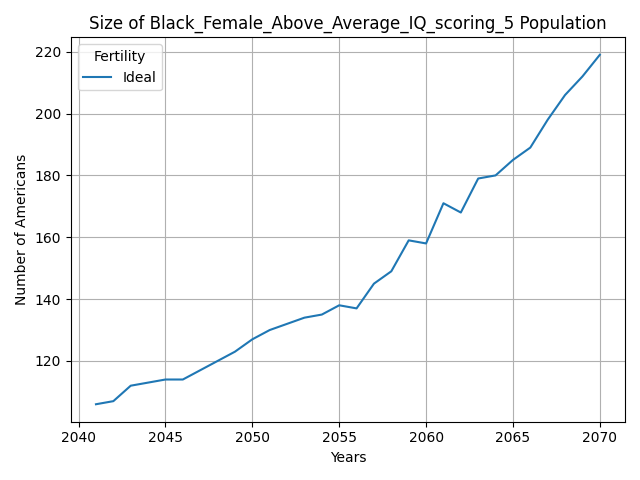 Size of Black_Female_Above_Average_IQ_scoring_5 Population
Fertility
Ideal
Number of Americans
220
200
180
160
140
120
2040 2045 2050 2055 2060 2065 2070
Years